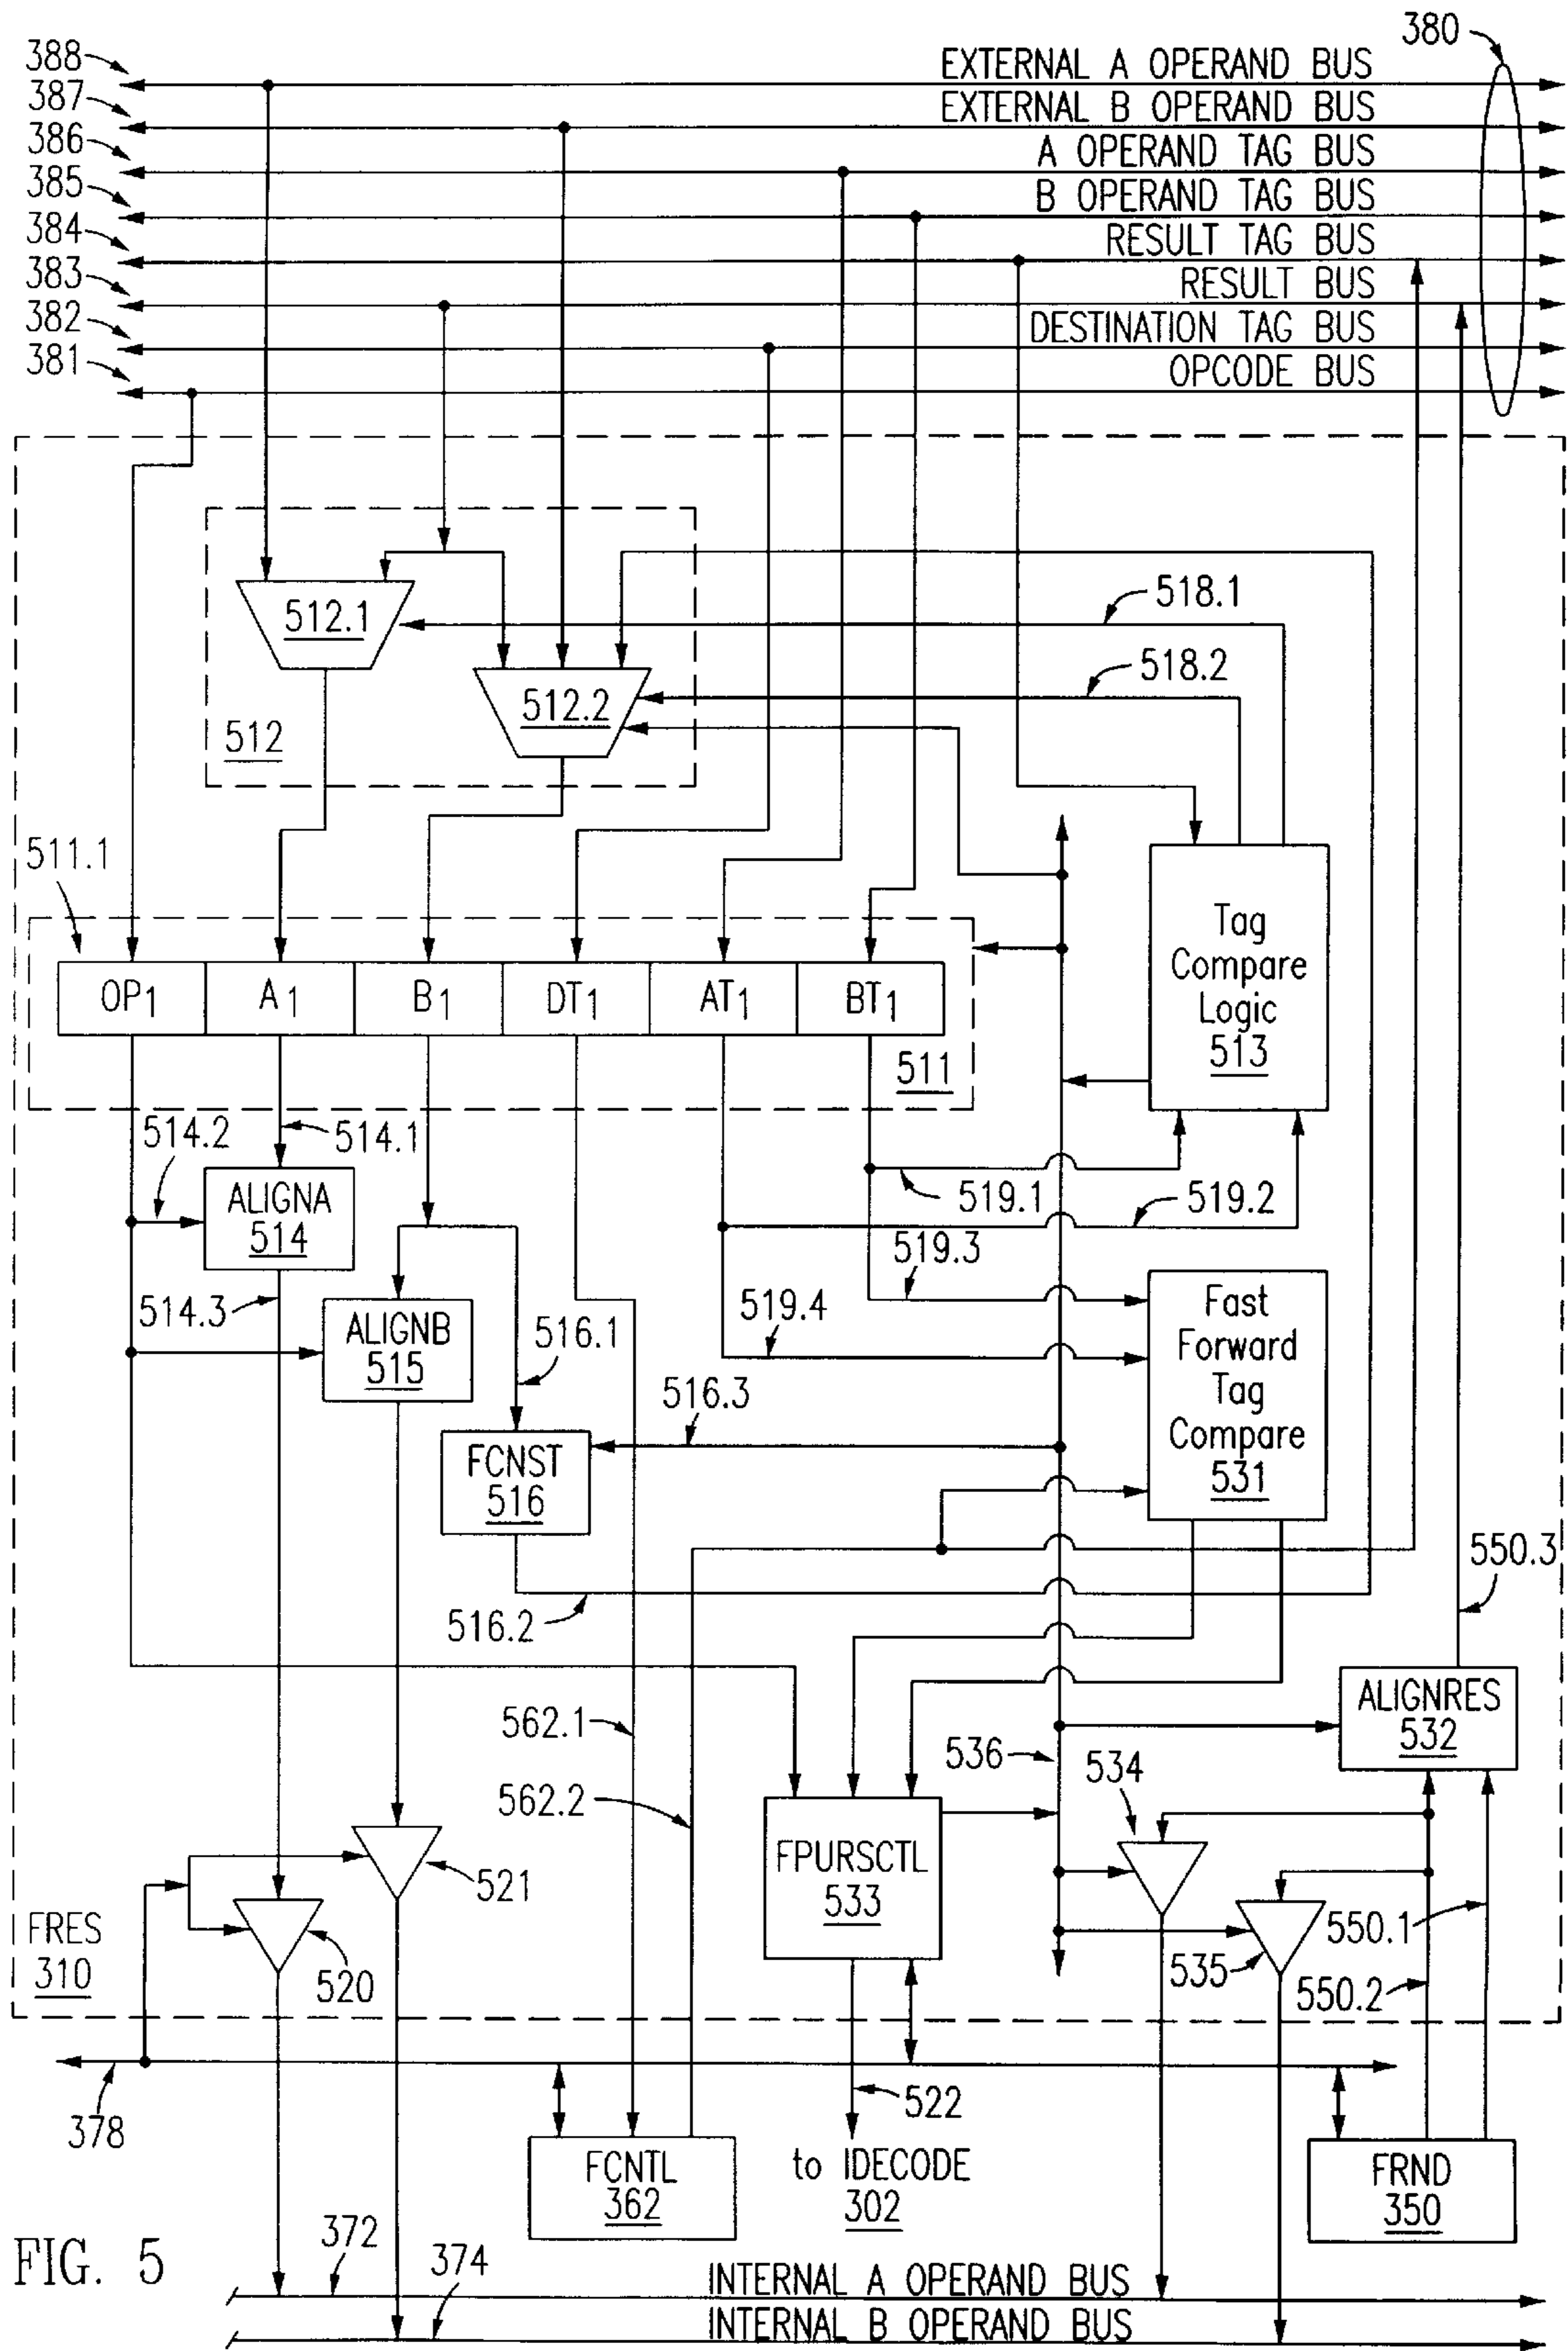 380
388
EXTERNAL A OPERAND BUS
387
EXTERNAL B OPERAND BUS
386
A OPERAND TAG BUS
385
B OPERAND TAG BUS
384
RESULT TAG BUS
383
RESULT BUS
382
DESTINATION TAG BUS
381
OPCODE BUS
518.1
512.1
518.2
512.2
512
511.1
Tag
Compare
Logic
513
OP1
A1
B1
DT1
AT1
BT1
511
514.2
514.1
519.1
519.2
ALIGNA
514
519.3
514.3
519.4
Fast
Forward
Tag
Compare
531
ALIGNB
515
516.1
516.3
FCNST
516
550.3
516.2
ALIGNRES
532
562.1
536
534
562.2
FPURSCTL
533
521
FRES
310
520
535
550.1
550.2
378
522
FCNTL
362
to IDECODE
302
FRND
350
FIG. 5
372
374
INTERNAL A OPERAND BUS
INTERNAL B OPERAND BUS